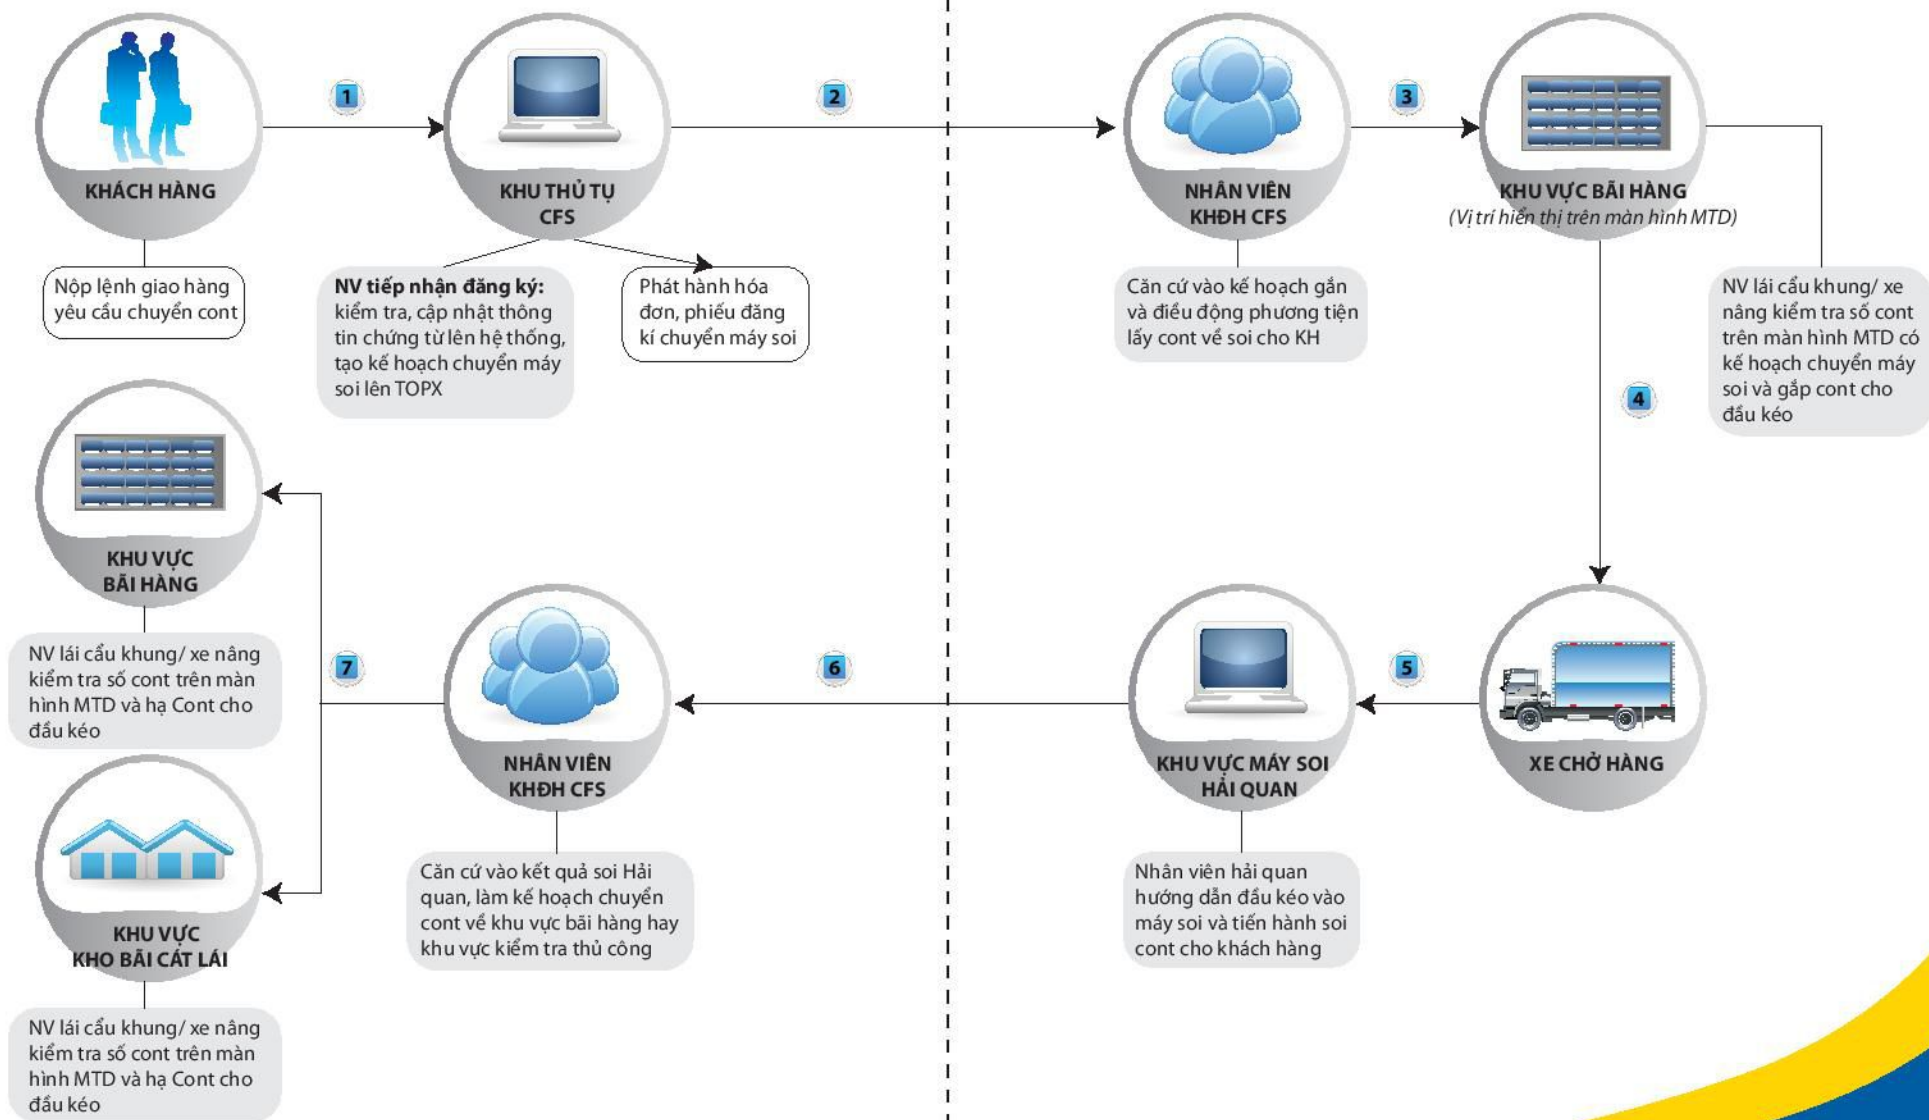 1
2
3
KHÁCH HÀNG
KHU THỦ TỤ
CFS
NHÂN VIÊN
KHĐH CFS
KHU VỰC BÃI HÀNG
(Vị trí hiển thị trên màn hình MTD)
Nộp lệnh giao hàng
yêu cầu chuyển cont
NV tiếp nhận đăng ký:
kiểm tra, cập nhật thông
tin chứng từ lên hệ thống,
tạo kế hoạch chuyển máy
soi lên TOPX
Phát hành hóa
đơn, phiếu đăng
kí chuyển máy soi
Căn cứ vào kế hoạch gắn
và điều động phương tiện
lấy cont về soi cho KH
NV lái cẩu khung/ xe
nâng kiểm tra số cont
trên màn hình MTD có
kế hoạch chuyển máy
soi và gắp cont cho
đầu kéo
4
XE CHỞ HÀNG
5
KHU VỰC MÁY SOI
HẢI QUAN
Nhân viên hải quan
hướng dẫn đầu kéo vào
máy soi và tiến hành soi
cont cho khách hàng
6
NHÂN VIÊN
KHĐH CFS
Căn cứ vào kết quả soi Hải
quan, làm kế hoạch chuyển
cont về khu vực bãi hàng hay
khu vực kiểm tra thủ công
7
KHU VỰC
BÃI HÀNG
NV lái cẩu khung/ xe nâng
kiểm tra số cont trên màn
hình MTD và hạ Cont cho
đầu kéo
KHU VỰC
KHO BÃI CÁT LÁI
NV lái cẩu khung/ xe nâng
kiểm tra số cont trên màn
hình MTD và hạ Cont cho
đầu kéo